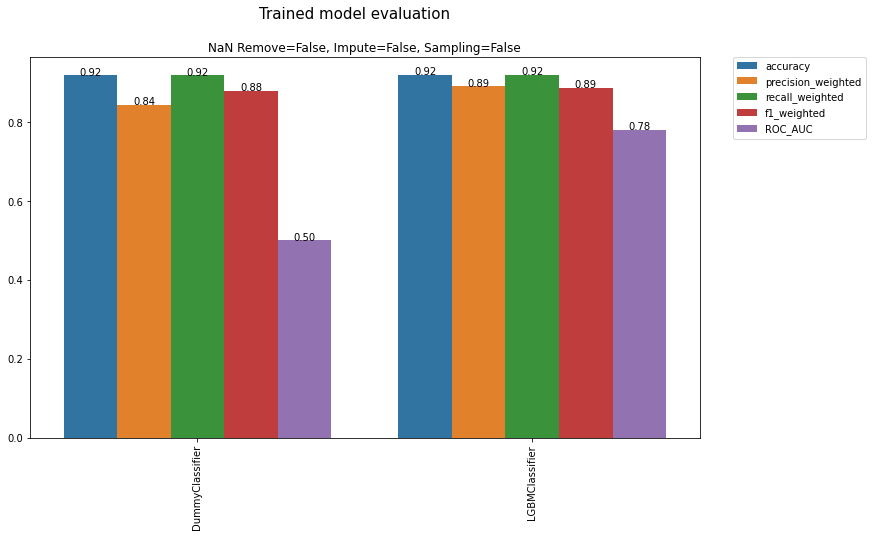 Trained model evaluation
NaN Remove=False, Impute=False, Sampling=False
0.92
0.84
0.92
0.88
0.50
0.92
0.89
0.92
0.89
0.78
0.8
0.6
0.4
0.2
0.0
DummyClassifier
LGBMClassifier
accuracy
precision_weighted
recall_weighted
f1_weighted
ROC_AUC